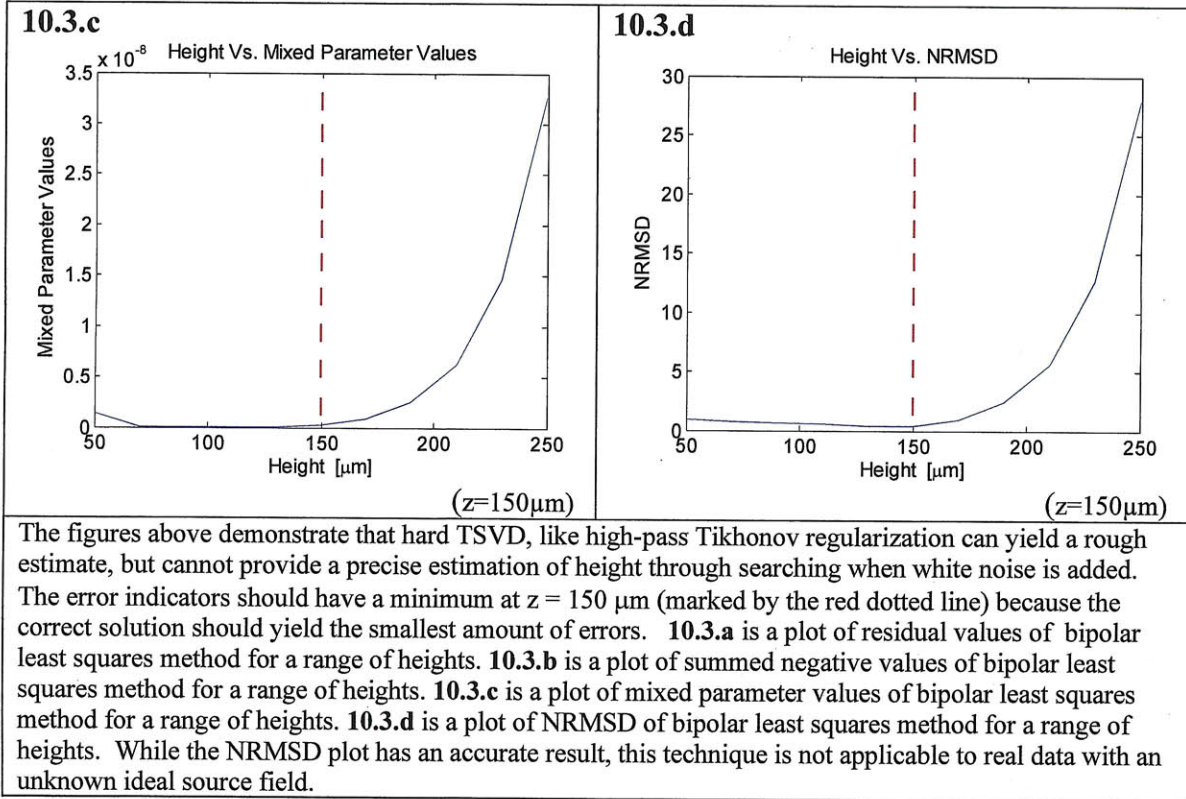 10.3.c
Height Vs. Mixed Parameter Values
x 10-8
3.5
3
2.5
2
1.5
1
0.5
0
Mixed Parameter Values
50 100 150 200 250
Height [μm]
(z=150μm)
10.3.d
Height Vs. NRMSD
30
25
20
15
10
5
0
NRMSD
50 100 150 200 250
Height [μm]
(z=150μm)
The figures above demonstrate that hard TSVD, like high-pass Tikhonov regularization can yield a rough
estimate, but cannot provide a precise estimation of height through searching when white noise is added.
The error indicators should have a minimum at z = 150 μm (marked by the red dotted line) because the
correct solution should yield the smallest amount of errors. 10.3.a is a plot of residual values of bipolar
least squares method for a range of heights. 10.3.b is a plot of summed negative values of bipolar least
squares method for a range of heights. 10.3.c is a plot of mixed parameter values of bipolar least squares
method for a range of heights. 10.3.d is a plot of NRMSD of bipolar least squares method for a range of
heights. While the NRMSD plot has an accurate result, this technique is not applicable to real data with an
unknown ideal source field.